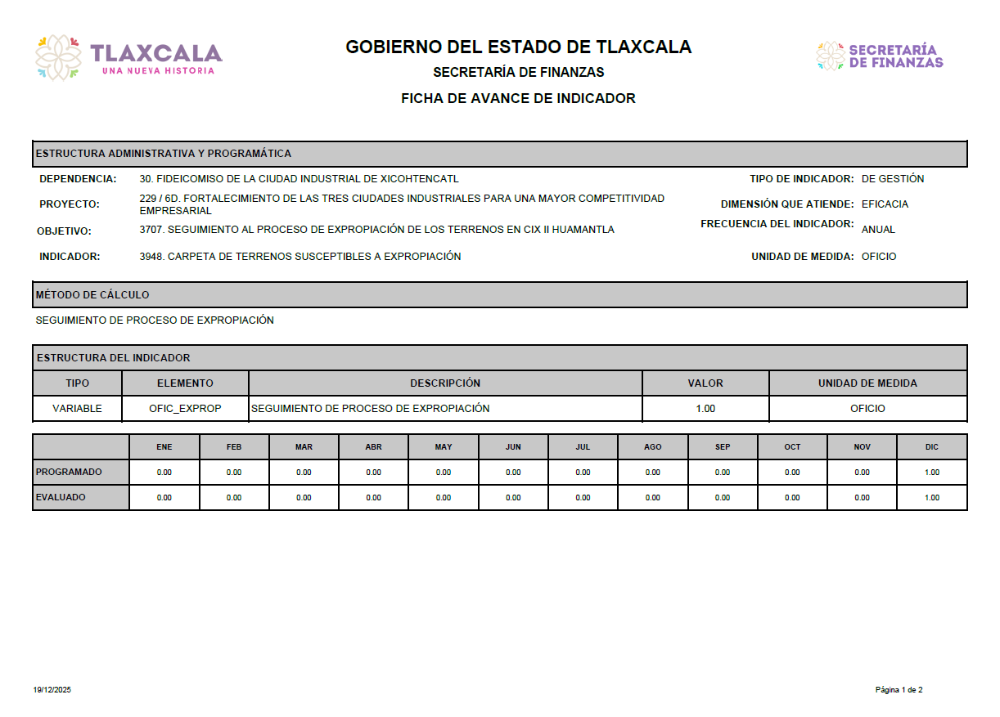 TLAXCALA
UNA NUEVA HISTORIA
GOBIERNO DEL ESTADO DE TLAXCALA
SECRETARÍA DE FINANZAS
FICHA DE AVANCE DE INDICADOR
SECRETARÍA
DE FINANZAS
ESTRUCTURA ADMINISTRATIVA Y PROGRAMÁTICA
DEPENDENCIA: 30. FIDEICOMISO DE LA CIUDAD INDUSTRIAL DE XICOHTENCATL TIPO DE INDICADOR: DE GESTIÓN
PROYECTO: 229 / 6D. FORTALECIMIENTO DE LAS TRES CIUDADES INDUSTRIALES PARA UNA MAYOR COMPETITIVIDAD
EMPRESARIAL DIMENSIÓN QUE ATIENDE: EFICACIA
OBJETIVO: 3707. SEGUIMIENTO AL PROCESO DE EXPROPIACIÓN DE LOS TERRENOS EN CIX II HUAMANTLA FRECUENCIA DEL INDICADOR: ANUAL
INDICADOR: 3948. CARPETA DE TERRENOS SUSCEPTIBLES A EXPROPIACIÓN UNIDAD DE MEDIDA: OFICIO
MÉTODO DE CÁLCULO
SEGUIMIENTO DE PROCESO DE EXPROPIACIÓN
ESTRUCTURA DEL INDICADOR
TIPO ELEMENTO DESCRIPCIÓN VALOR UNIDAD DE MEDIDA
VARIABLE OFIC_EXPROP SEGUIMIENTO DE PROCESO DE EXPROPIACIÓN 1.00 OFICIO
ENE FEB MAR ABR MAY JUN JUL AGO SEP OCT NOV DIC
PROGRAMADO 0.00 0.00 0.00 0.00 0.00 0.00 0.00 0.00 0.00 0.00 0.00 1.00
EVALUADO 0.00 0.00 0.00 0.00 0.00 0.00 0.00 0.00 0.00 0.00 0.00 1.00
19/12/2025 Página 1 de 2